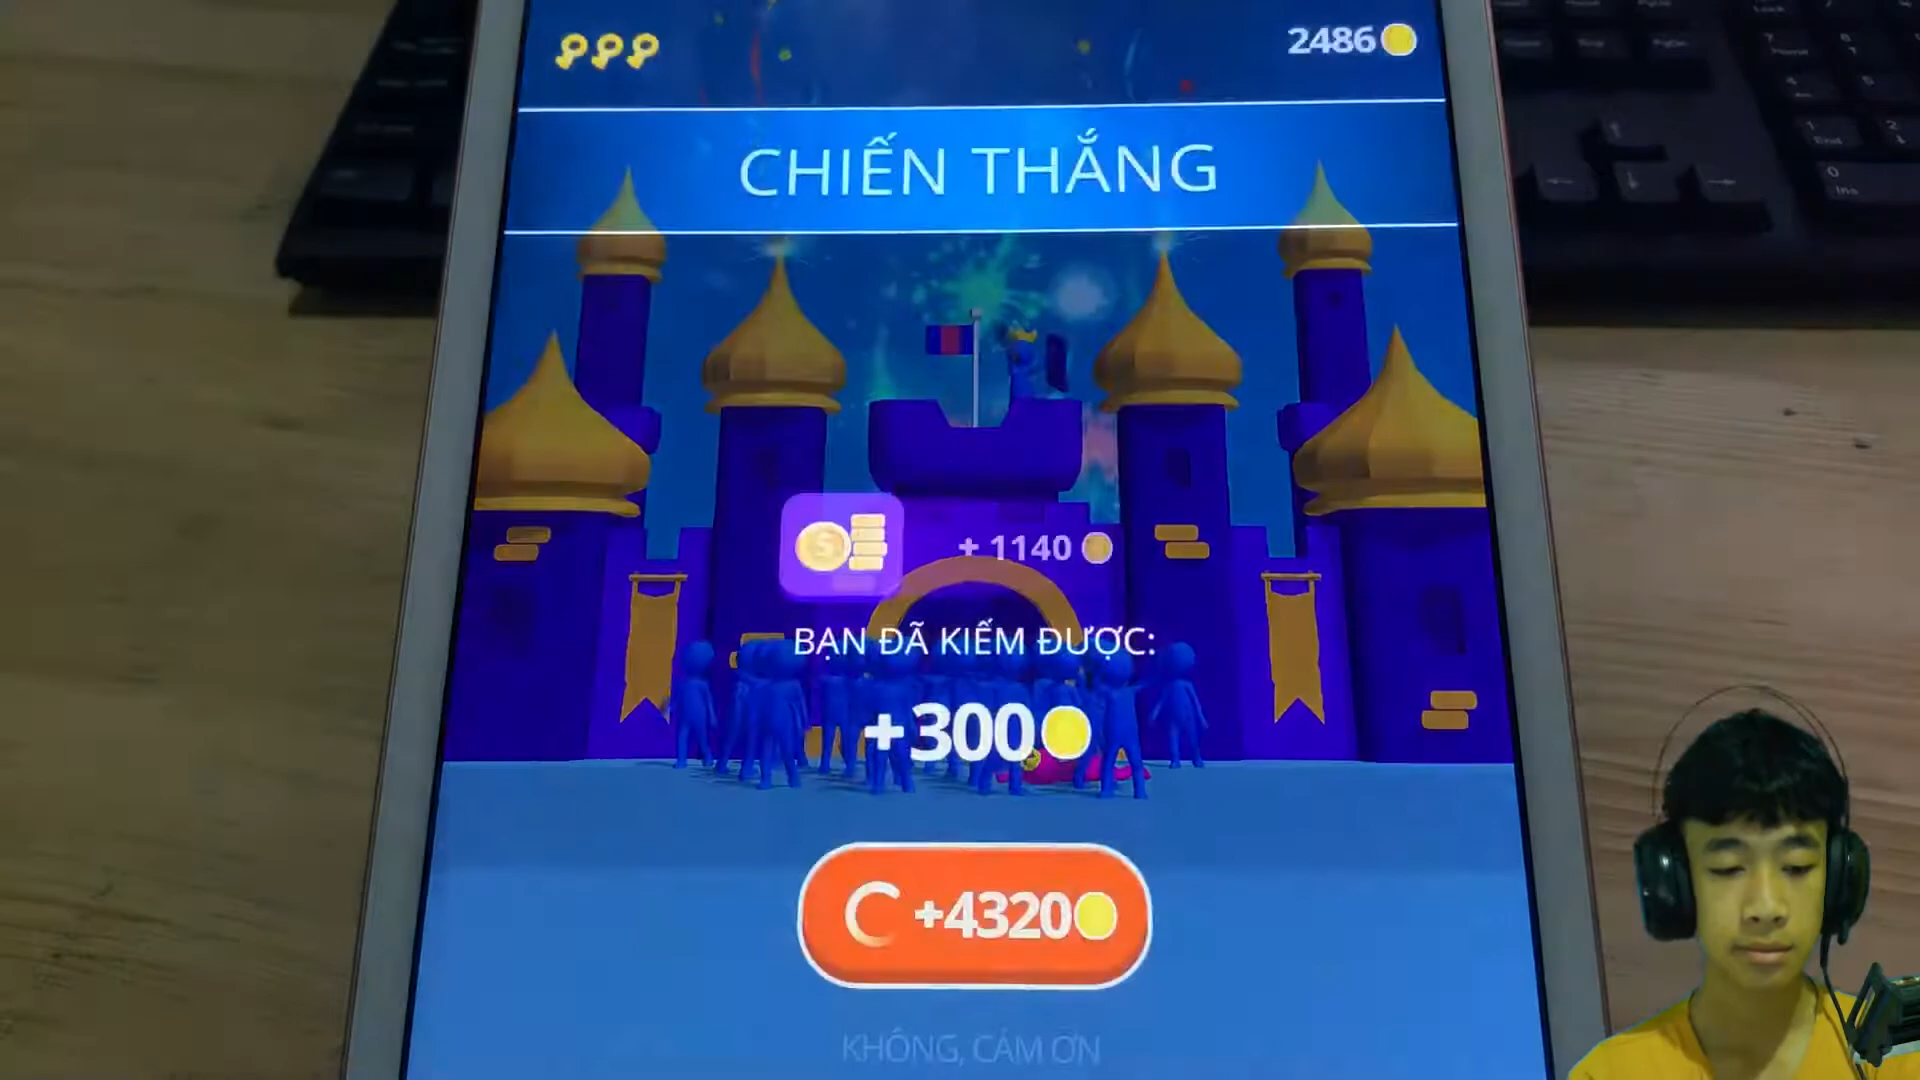 2486
CHIẾN THẮNG
+ 1140
BẠN ĐÃ KIẾM ĐƯỢC:
+300
+4320
KHÔNG, CẢM ƠN